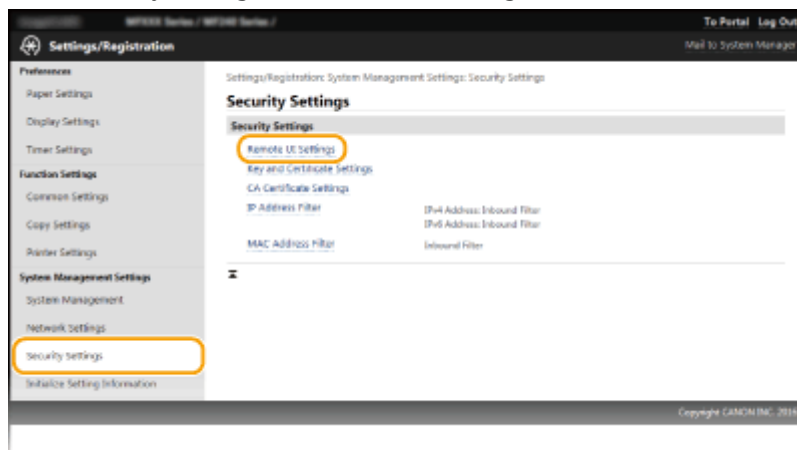 Series / Series /
To Portal Log Out
Settings/Registration
Mail to System Manager
Preferences
Paper Settings
Display Settings
Timer Settings
Function Settings
Common Settings
Copy Settings
Printer Settings
System Management Settings
System Management
Network Settings
Security Settings
Initialize Setting Information
Settings/Registration: System Management Settings: Security Settings
Security Settings
Security Settings
Remote UI Settings
Key and Certificate Settings
CA Certificate Settings
IP Address Filter
IPv4 Address: Inbound Filter
IPv6 Address: Inbound Filter
MAC Address Filter
Inbound Filter
Copyright CANON INC. 2016